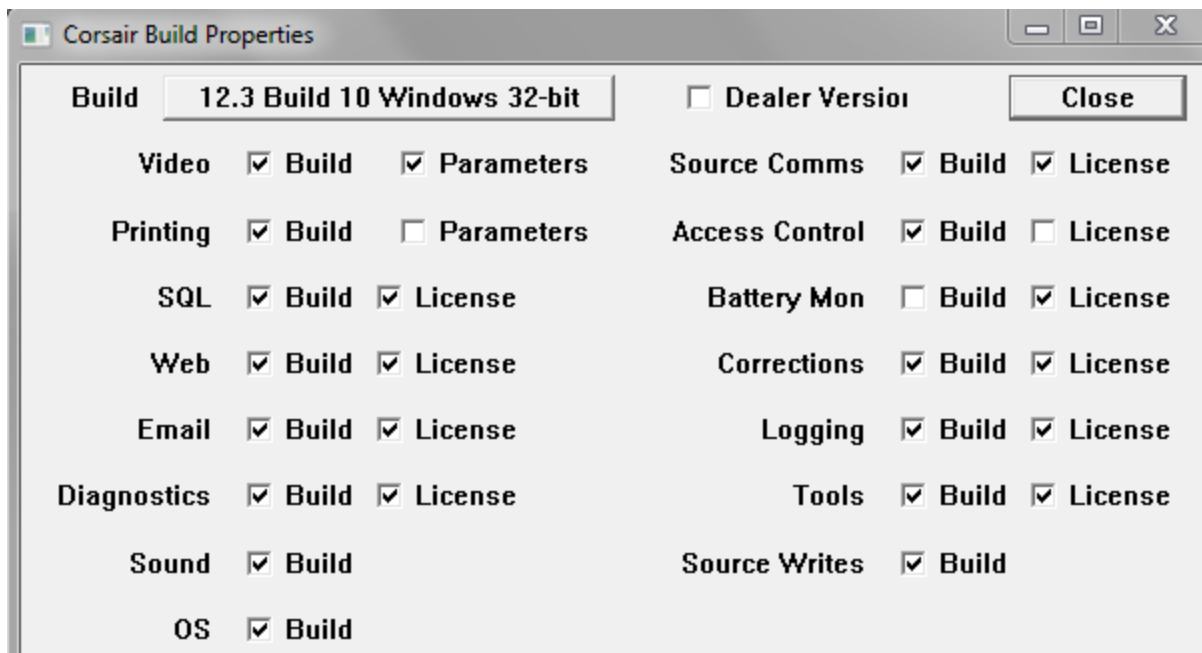 Corsair Build Properties
Build 12.3 Build 10 Windows 32-bit Dealer Version Close
Video Build Parameters Source Comms Build License
Printing Build Parameters Access Control Build License
SQL Build License Battery Mon Build License
Web Build License Corrections Build License
Email Build License Logging Build License
Diagnostics Build License Tools Build License
Sound Build Source Writes Build
OS Build